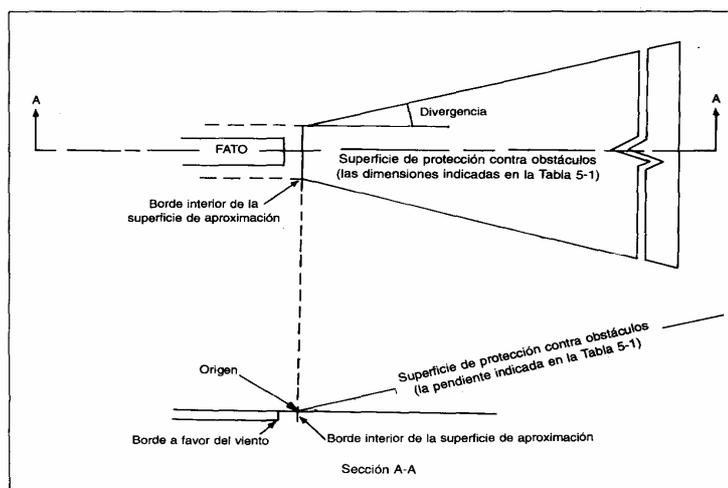 A
A
Divergencia
FATO
Superficie de protección contra obstáculos
(las dimensiones indicadas en la Tabla 5-1)
Borde interior de la
superficie de aproximación
Superficie de protección contra obstáculos
(la pendiente indicada en la Tabla 5-1)
Origen
Borde a favor del viento
Borde interior de la superficie de aproximación
Sección A-A